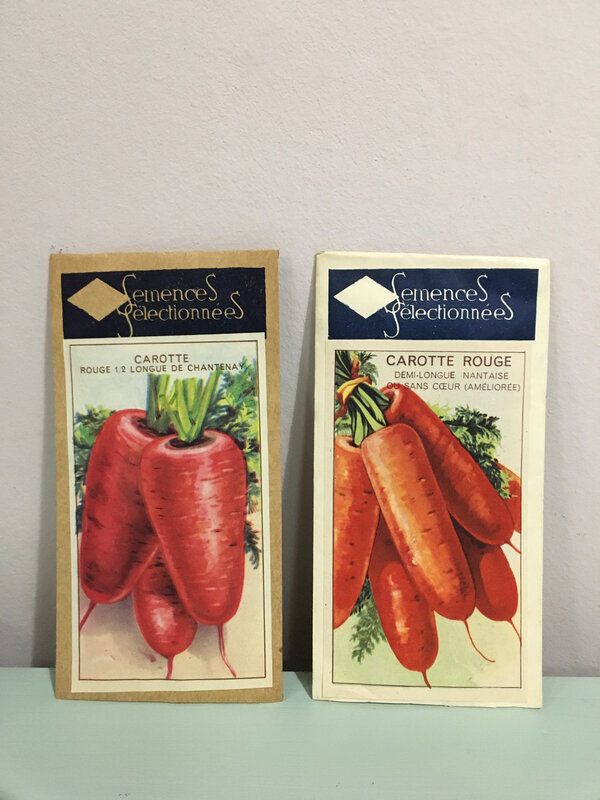 Semences
Sélectionnées
CAROTTE
ROUGE 1/2 LONGUE DE CHANTENAY
Semences
Sélectionnées
CAROTTE ROUGE
DEMI-LONGUE NANTAISE
OU SANS CŒUR (AMÉLIORÉE)